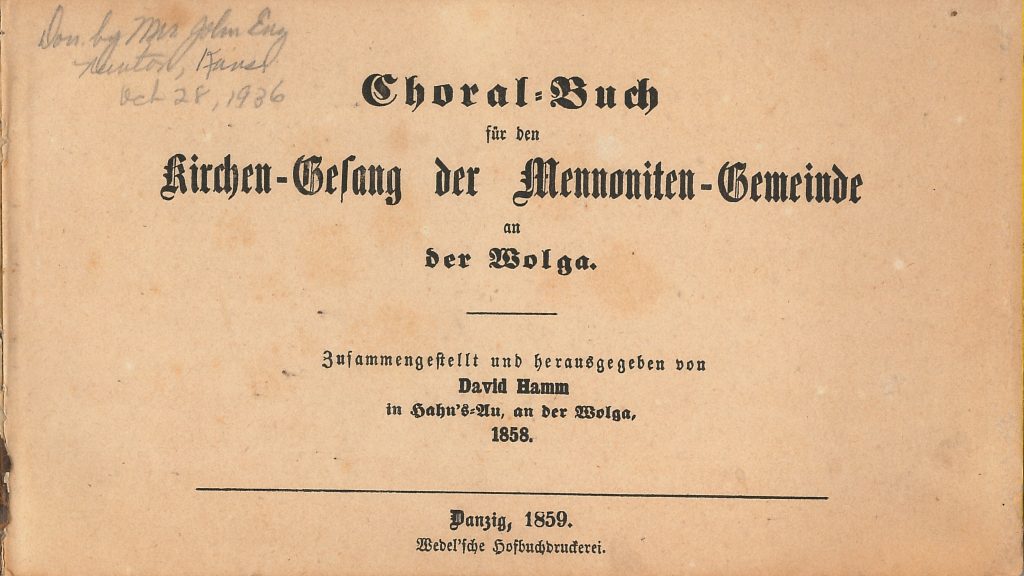 Don. by Mrs John Eng
Newton, Kans
Oct 28, 1936
Choral=Buch
für den
Kirchen-Geſang der Mennoniten-Gemeinde
an
der Wolga.
Zuſammengeſtellt und herausgegeben von
David Hamm
in Hahn's=Au, an der Wolga,
1858.
Danzig, 1859.
Wedel'ſche Hofbuchdruckerei.